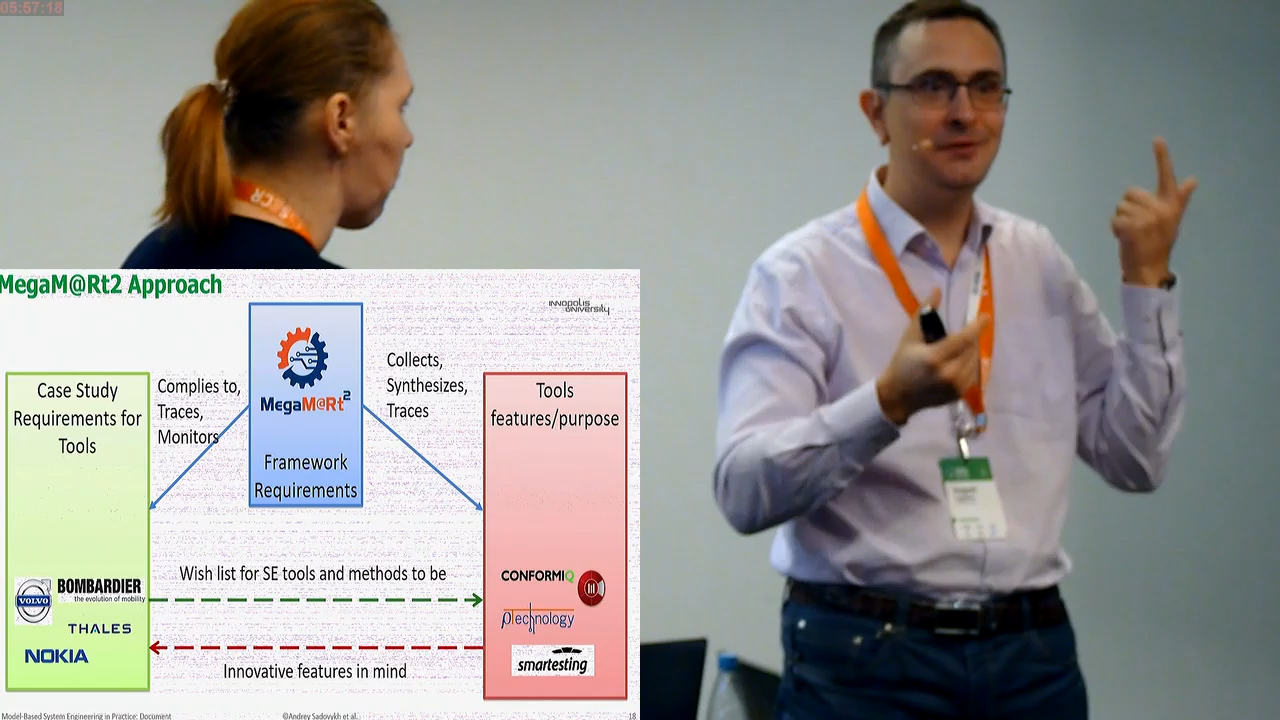 05:57:18
MegaM@Rt2 Approach
INNOPOLIS
UNIVERSITY
Case Study
Requirements for
Tools
Complies to,
Traces,
Monitors
MegaM@Rt2
Framework
Requirements
Collects,
Synthesizes,
Traces
Tools
features/purpose
Wish list for SE tools and methods to be
Innovative features in mind
VOLVO
BOMBARDIER
the evolution of mobility
THALES
NOKIA
CONFORMIQ
smartesting
Model-Based System Engineering in Practice: Document
©Andrey Sadovykh et al.
18